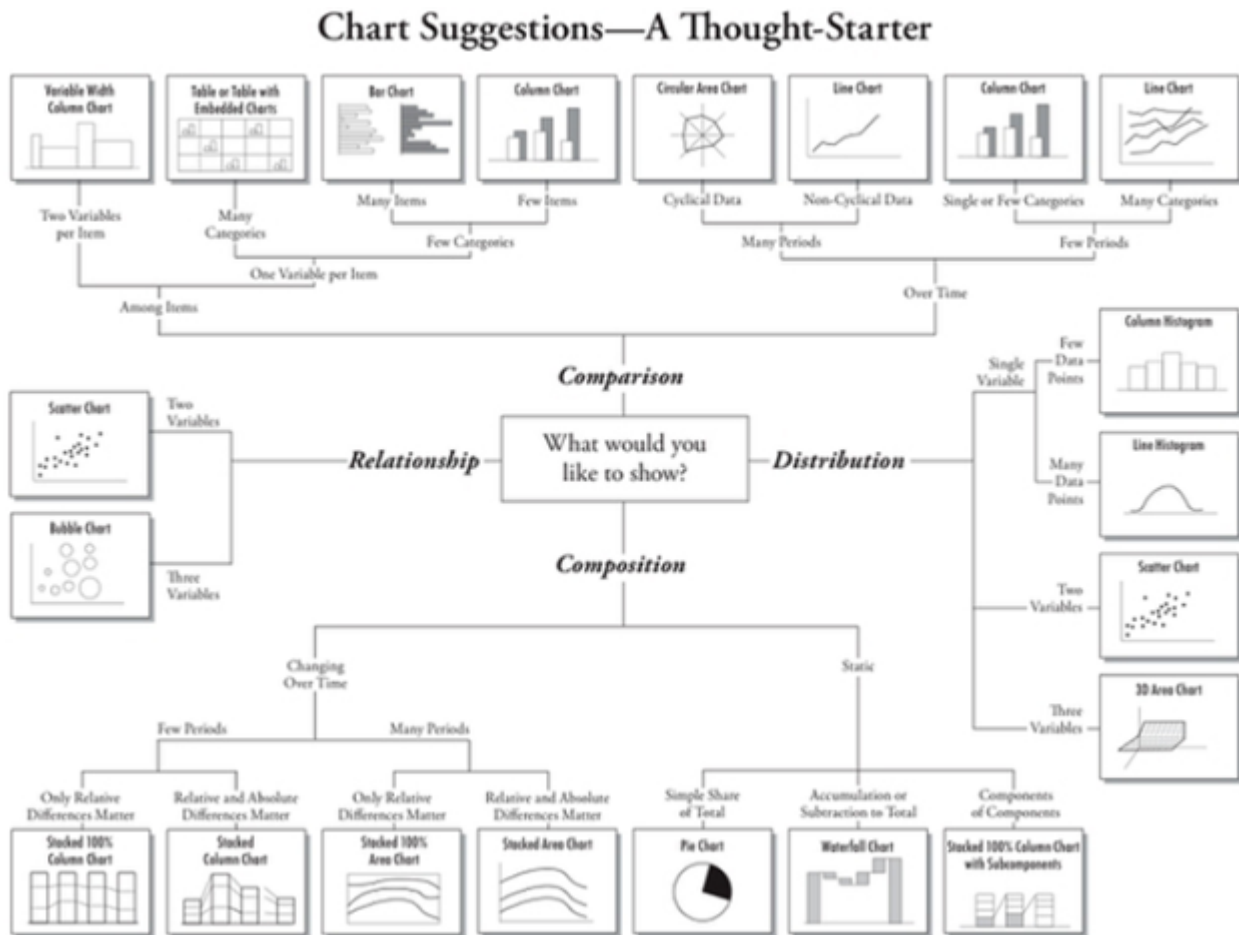 Chart Suggestions—A Thought-Starter
Variable Width
Column Chart
Table or Table with
Embedded Charts
Bar Chart
Column Chart
Circular Area Chart
Line Chart
Column Chart
Line Chart
Two Variables
per Item
Many
Categories
Many Items
Few Items
Cyclical Data
Non-Cyclical Data
Single or Few Categories
Many Categories
Few Categories
Many Periods
Few Periods
One Variable per Item
Over Time
Among Items
Comparison
Scatter Chart
Two
Variables
Relationship
Bubble Chart
Three
Variables
What would you
like to show?
Distribution
Single
Variable
Few
Data
Points
Column Histogram
Many
Data
Points
Line Histogram
Two
Variables
Scatter Chart
Three
Variables
3D Area Chart
Composition
Changing
Over Time
Static
Few Periods
Many Periods
Only Relative
Differences Matter
Relative and Absolute
Differences Matter
Only Relative
Differences Matter
Relative and Absolute
Differences Matter
Simple Share
of Total
Accumulation or
Subtraction to Total
Components
of Components
Stacked 100%
Column Chart
Stacked
Column Chart
Stacked 100%
Area Chart
Stacked Area Chart
Pie Chart
Waterfall Chart
Stacked 100% Column Chart
with Subcomponents